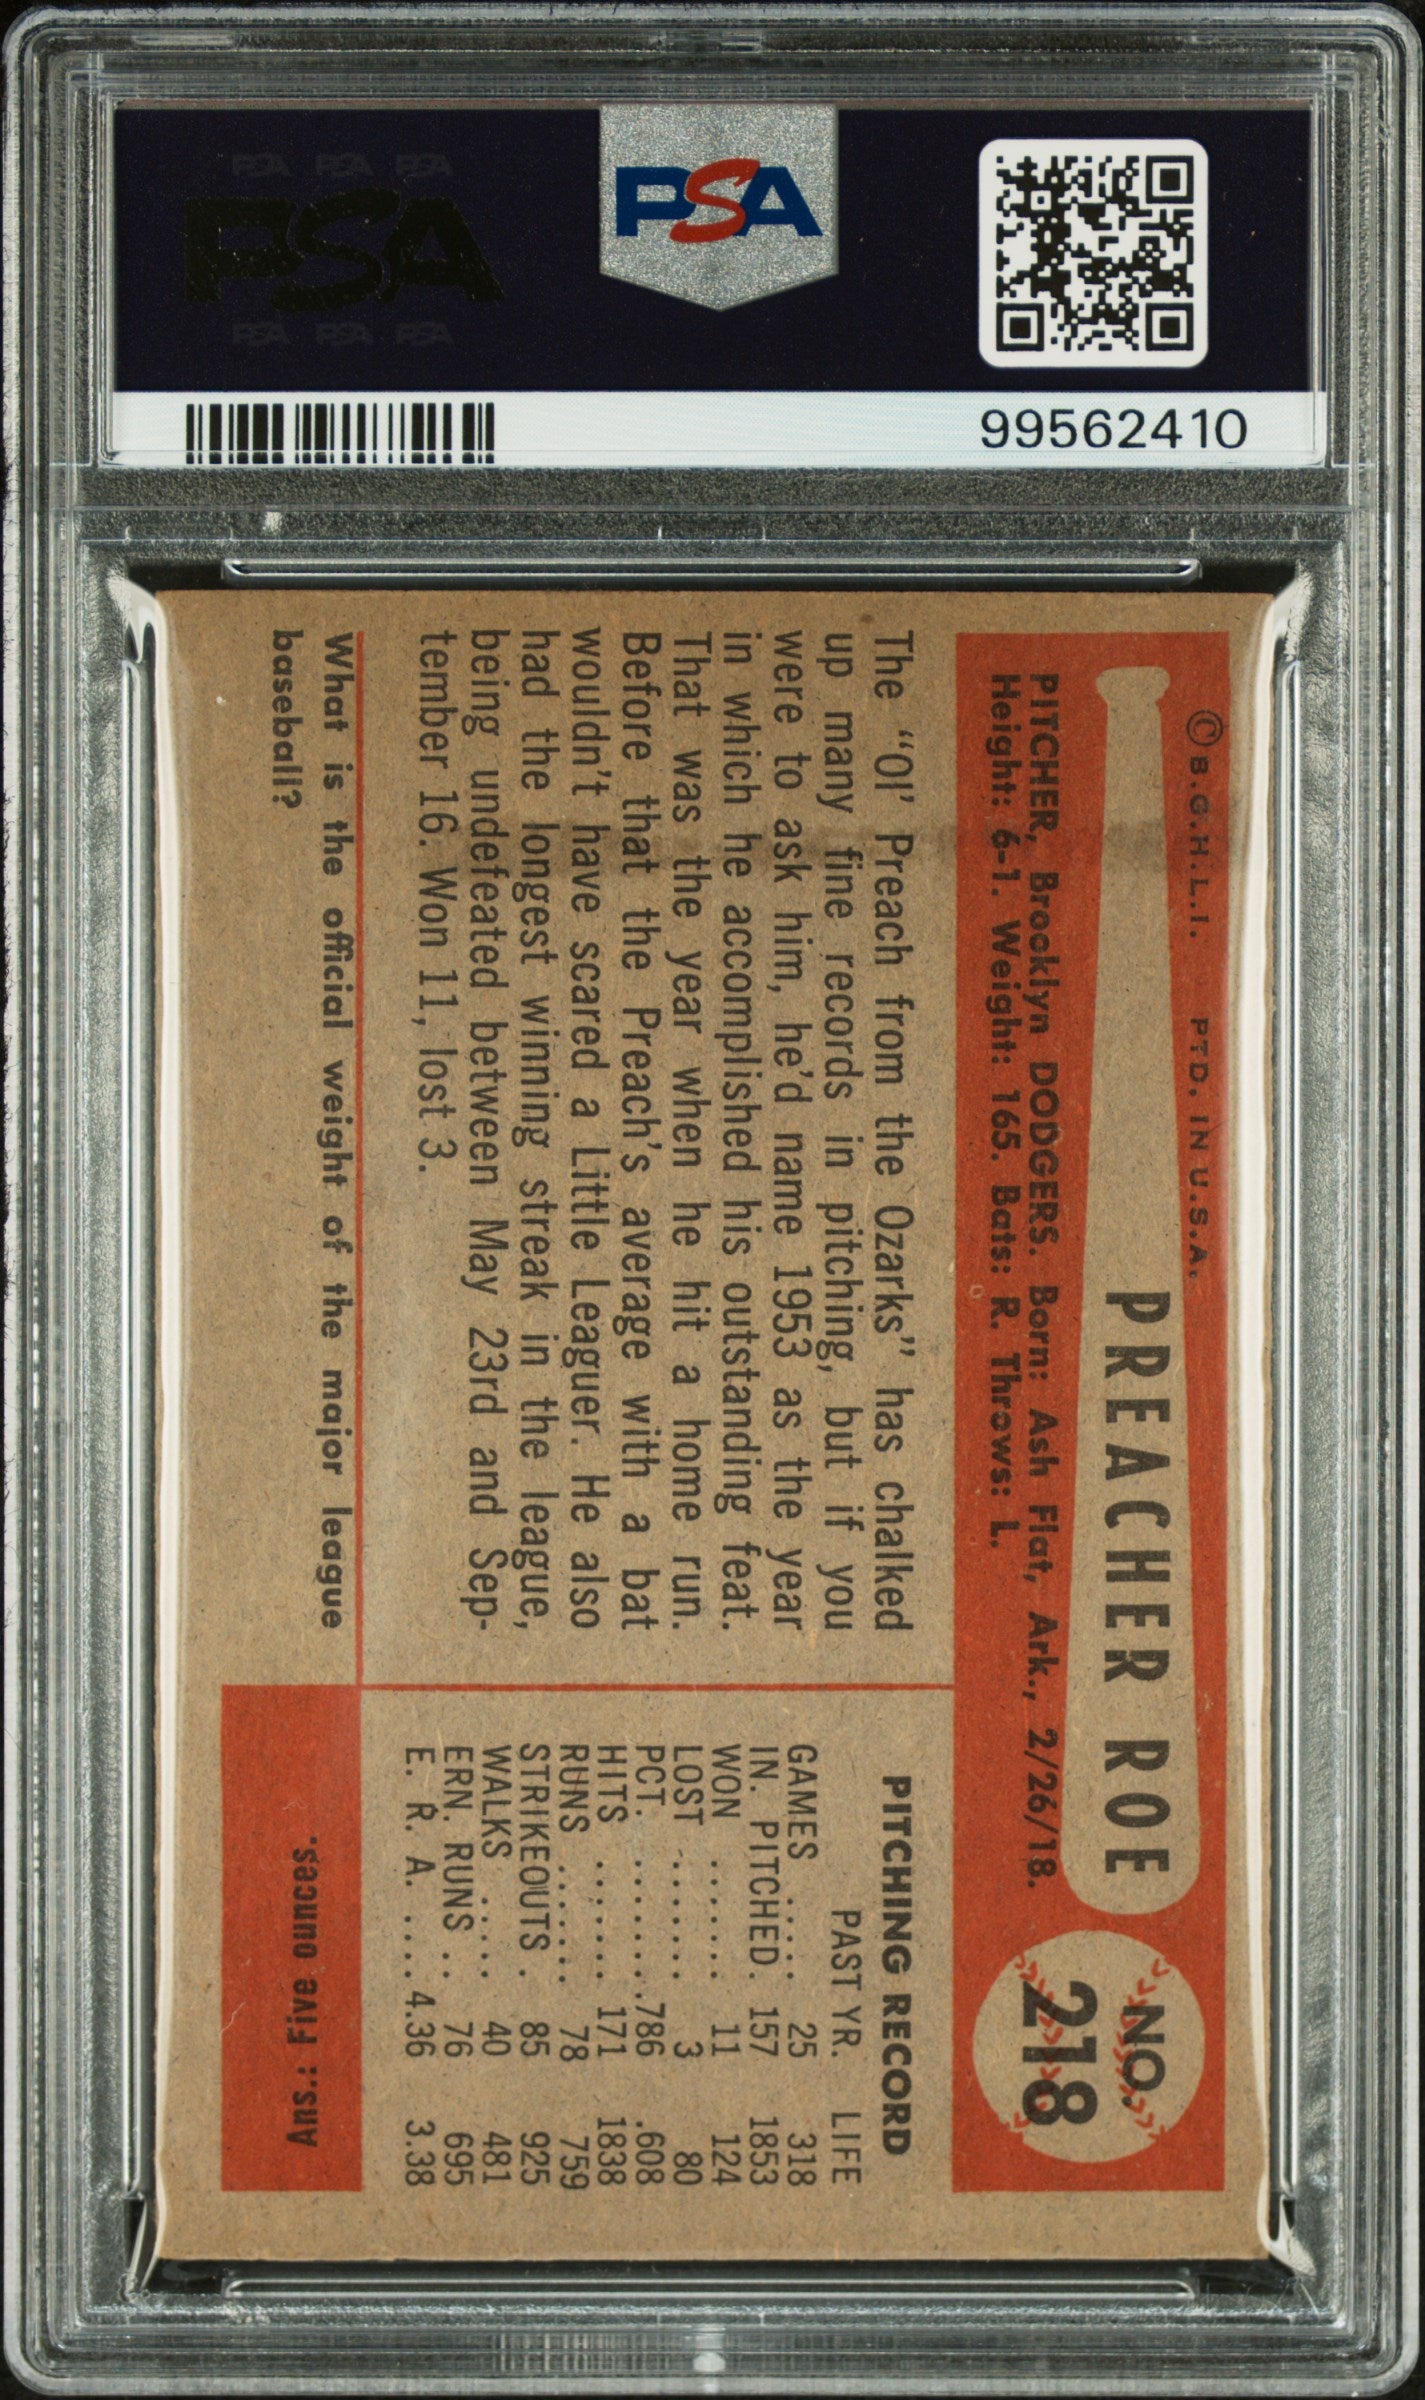 PSA PSA PSA
PSA
PSA PSA PSA
PSA
99562410
© B.G.H.L.I. PTD. IN U.S.A.
PREACHER ROE
NO.
218
PITCHER, Brooklyn DODGERS. Born: Ash Flat, Ark., 2/26/18.
Height: 6-1. Weight: 165. Bats: R. Throws: L.
The "Ol' Preach from the Ozarks" has chalked
up many fine records in pitching, but if you
were to ask him, he'd name 1953 as the year
in which he accomplished his outstanding feat.
That was the year when he hit a home run.
Before that the Preach's average with a bat
wouldn't have scared a Little Leaguer. He also
had the longest winning streak in the league,
being undefeated between May 23rd and Sep-
tember 16. Won 11, lost 3.
PITCHING RECORD
PAST YR. LIFE
GAMES ..... 25 318
IN. PITCHED. 157 1853
WON ....... 11 124
LOST ....... 3 80
PCT. ....... .786 .608
HITS ....... 171 1838
RUNS ...... 78 759
STRIKEOUTS . 85 925
WALKS ..... 40 481
ERN. RUNS .. 76 695
E. R. A. .... 4.36 3.38
What is the official weight of the major league
baseball?
Ans.: Five ounces.